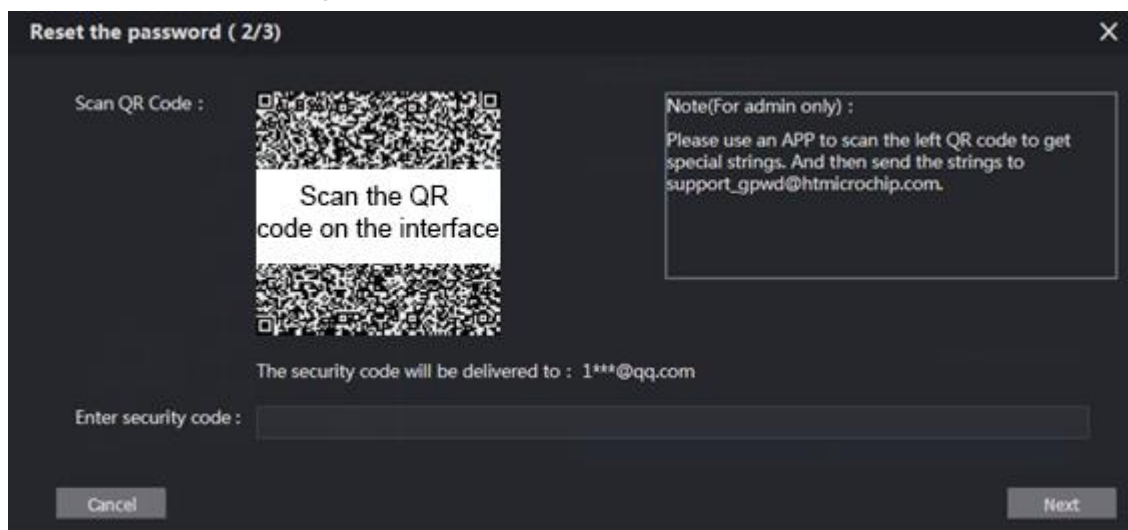 Reset the password ( 2/3)
Scan QR Code :
Scan the QR
code on the interface
Note(For admin only) :
Please use an APP to scan the left QR code to get
special strings. And then send the strings to
support_gpwd@htmicrochip.com.
The security code will be delivered to : 1***@qq.com
Enter security code :
Cancel
Next